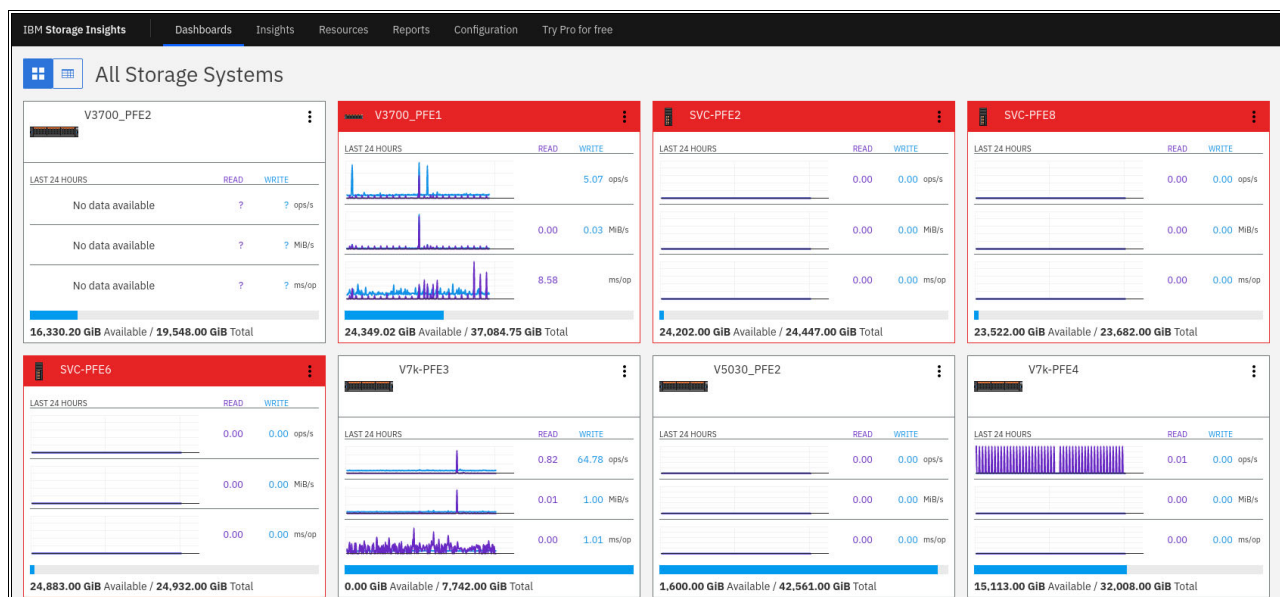 IBM Storage Insights Dashboards Insights Resources Reports Configuration Try Pro for free
All Storage Systems
V3700_PFE2
LAST 24 HOURS READ WRITE
No data available ? ? ops/s
No data available ? ? MiB/s
No data available ? ? ms/op
16,330.20 GiB Available / 19,548.00 GiB Total
V3700_PFE1
LAST 24 HOURS READ WRITE
5.07 ops/s
0.00 0.03 MiB/s
8.58 ms/op
24,349.02 GiB Available / 37,084.75 GiB Total
SVC-PFE2
LAST 24 HOURS READ WRITE
0.00 0.00 ops/s
0.00 0.00 MiB/s
0.00 0.00 ms/op
24,202.00 GiB Available / 24,447.00 GiB Total
SVC-PFE8
LAST 24 HOURS READ WRITE
0.00 0.00 ops/s
0.00 0.00 MiB/s
0.00 0.00 ms/op
23,522.00 GiB Available / 23,682.00 GiB Total
SVC-PFE6
LAST 24 HOURS READ WRITE
0.00 0.00 ops/s
0.00 0.00 MiB/s
0.00 0.00 ms/op
24,883.00 GiB Available / 24,932.00 GiB Total
V7k-PFE3
LAST 24 HOURS READ WRITE
0.82 64.78 ops/s
0.01 1.00 MiB/s
0.00 1.01 ms/op
0.00 GiB Available / 7,742.00 GiB Total
V5030_PFE2
LAST 24 HOURS READ WRITE
0.00 0.00 ops/s
0.00 0.00 MiB/s
0.00 0.00 ms/op
1,600.00 GiB Available / 42,561.00 GiB Total
V7k-PFE4
LAST 24 HOURS READ WRITE
0.01 0.00 ops/s
0.00 0.00 MiB/s
0.00 0.00 ms/op
15,113.00 GiB Available / 32,008.00 GiB Total